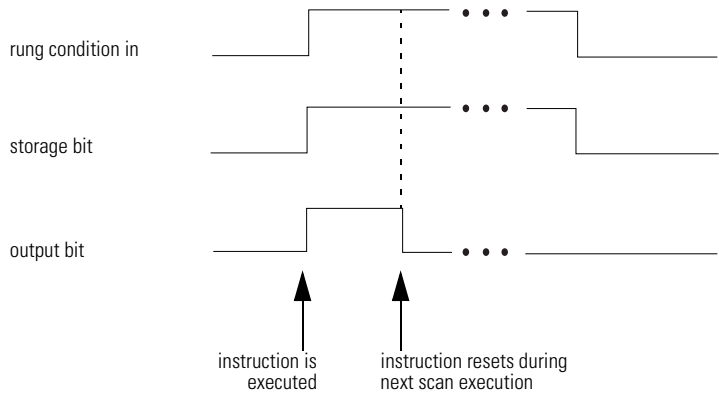 rung condition in
storage bit
output bit
instruction is
executed
instruction resets during
next scan execution